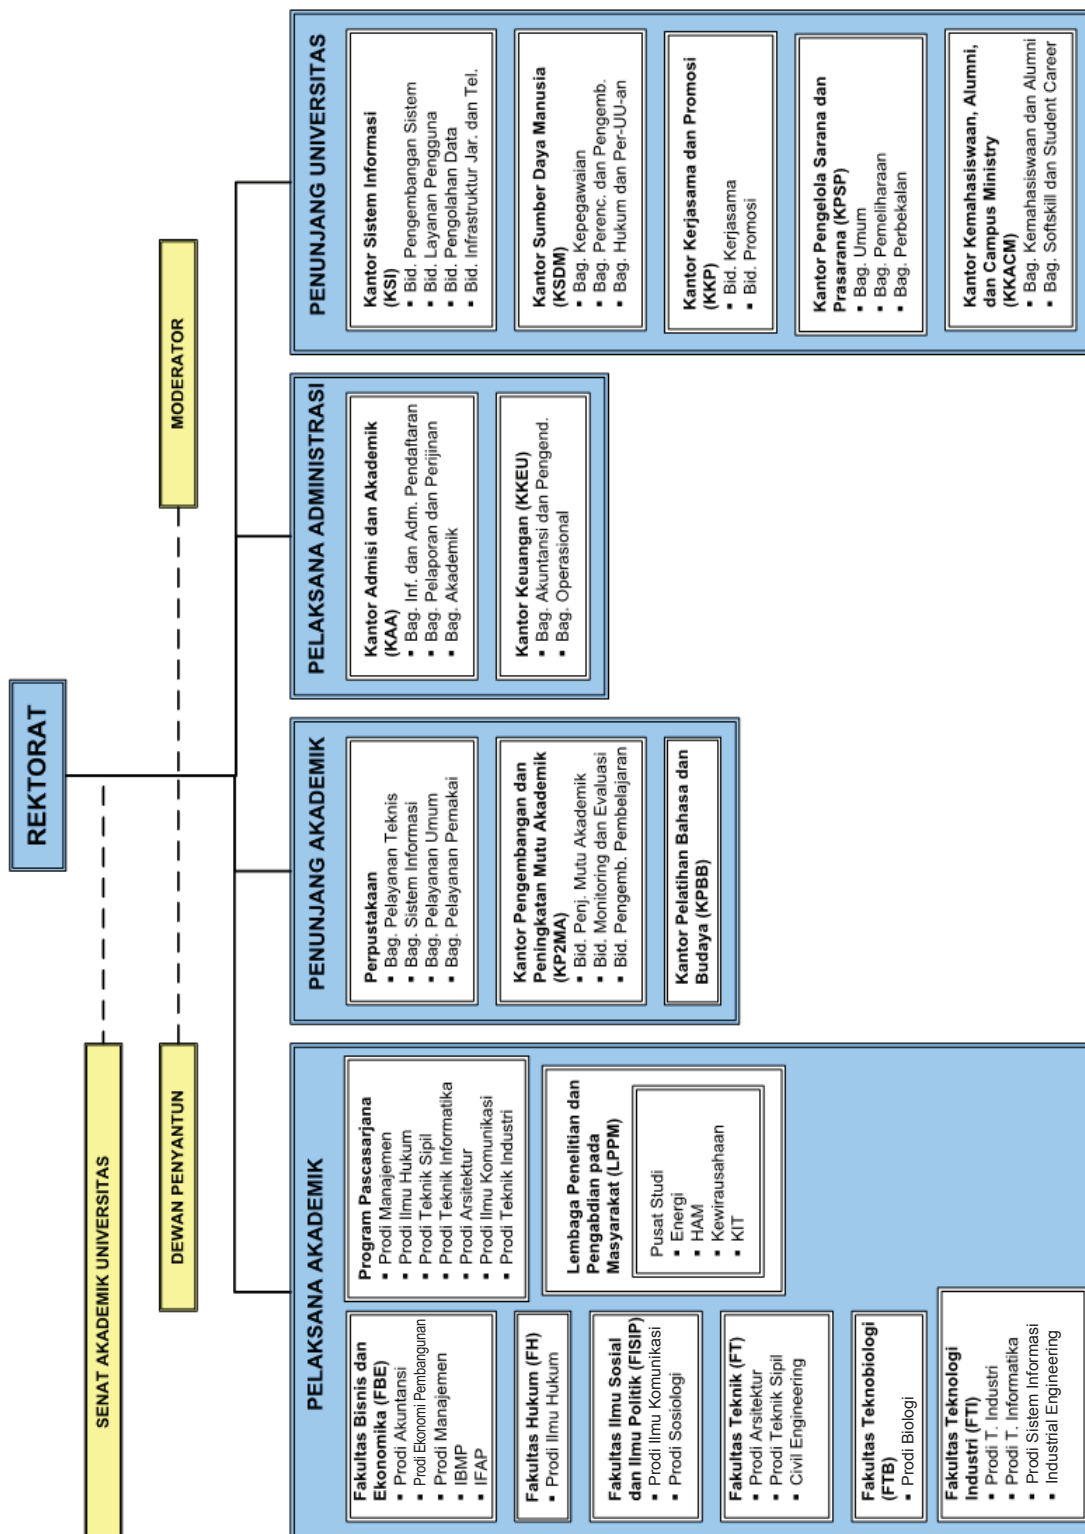 REKTORAT
SENAT AKADEMIK UNIVERSITAS
DEWAN PENYANTUN
MODERATOR
PELAKSANA AKADEMIK
Fakultas Bisnis dan
Ekonomika (FBE)
▪ Prodi Akuntansi
▪ Prodi Ekonomi Pembangunan
▪ Prodi Manajemen
▪ IBMP
▪ IFAP
Fakultas Hukum (FH)
▪ Prodi Ilmu Hukum
Fakultas Ilmu Sosial
dan Ilmu Politik (FISIP)
▪ Prodi Ilmu Komunikasi
▪ Prodi Sosiologi
Fakultas Teknik (FT)
▪ Prodi Arsitektur
▪ Prodi Teknik Sipil
▪ Civil Engineering
Fakultas Teknobiologi
(FTB)
▪ Prodi Biologi
Fakultas Teknologi
Industri (FTI)
▪ Prodi T. Industri
▪ Prodi T. Informatika
▪ Prodi Sistem Informasi
▪ Industrial Engineering
Program Pascasarjana
▪ Prodi Manajemen
▪ Prodi Ilmu Hukum
▪ Prodi Teknik Sipil
▪ Prodi Teknik Informatika
▪ Prodi Arsitektur
▪ Prodi Ilmu Komunikasi
▪ Prodi Teknik Industri
Lembaga Penelitian dan
Pengabdian pada
Masyarakat (LPPM)
Pusat Studi
▪ Energi
▪ HAM
▪ Kewirausahaan
▪ KIT
PENUNJANG AKADEMIK
Perpustakaan
▪ Bag. Pelayanan Teknis
▪ Bag. Sistem Informasi
▪ Bag. Pelayanan Umum
▪ Bag. Pelayanan Pemakai
Kantor Pengembangan dan
Peningkatan Mutu Akademik
(KP2MA)
▪ Bid. Penj. Mutu Akademik
▪ Bid. Monitoring dan Evaluasi
▪ Bid. Pengemb. Pembelajaran
Kantor Pelatihan Bahasa dan
Budaya (KPBB)
PELAKSANA ADMINISTRASI
Kantor Admisi dan Akademik
(KAA)
▪ Bag. Inf. dan Adm. Pendaftaran
▪ Bag. Pelaporan dan Perijinan
▪ Bag. Akademik
Kantor Keuangan (KKEU)
▪ Bag. Akuntansi dan Pengend.
▪ Bag. Operasional
PENUNJANG UNIVERSITAS
Kantor Sistem Informasi
(KSI)
▪ Bid. Pengembangan Sistem
▪ Bid. Layanan Pengguna
▪ Bid. Pengolahan Data
▪ Bid. Infrastruktur Jar. dan Tel.
Kantor Sumber Daya Manusia
(KSDM)
▪ Bag. Kepegawaian
▪ Bag. Perenc. dan Pengemb.
▪ Bag. Hukum dan Per-UU-an
Kantor Kerjasama dan Promosi
(KKP)
▪ Bid. Kerjasama
▪ Bid. Promosi
Kantor Pengelola Sarana dan
Prasarana (KPSP)
▪ Bag. Umum
▪ Bag. Pemeliharaan
▪ Bag. Perbekalan
Kantor Kemahasiswaan, Alumni,
dan Campus Ministry
(KKACM)
▪ Bag. Kemahasiswaan dan Alumni
▪ Bag. Softskill dan Student Career